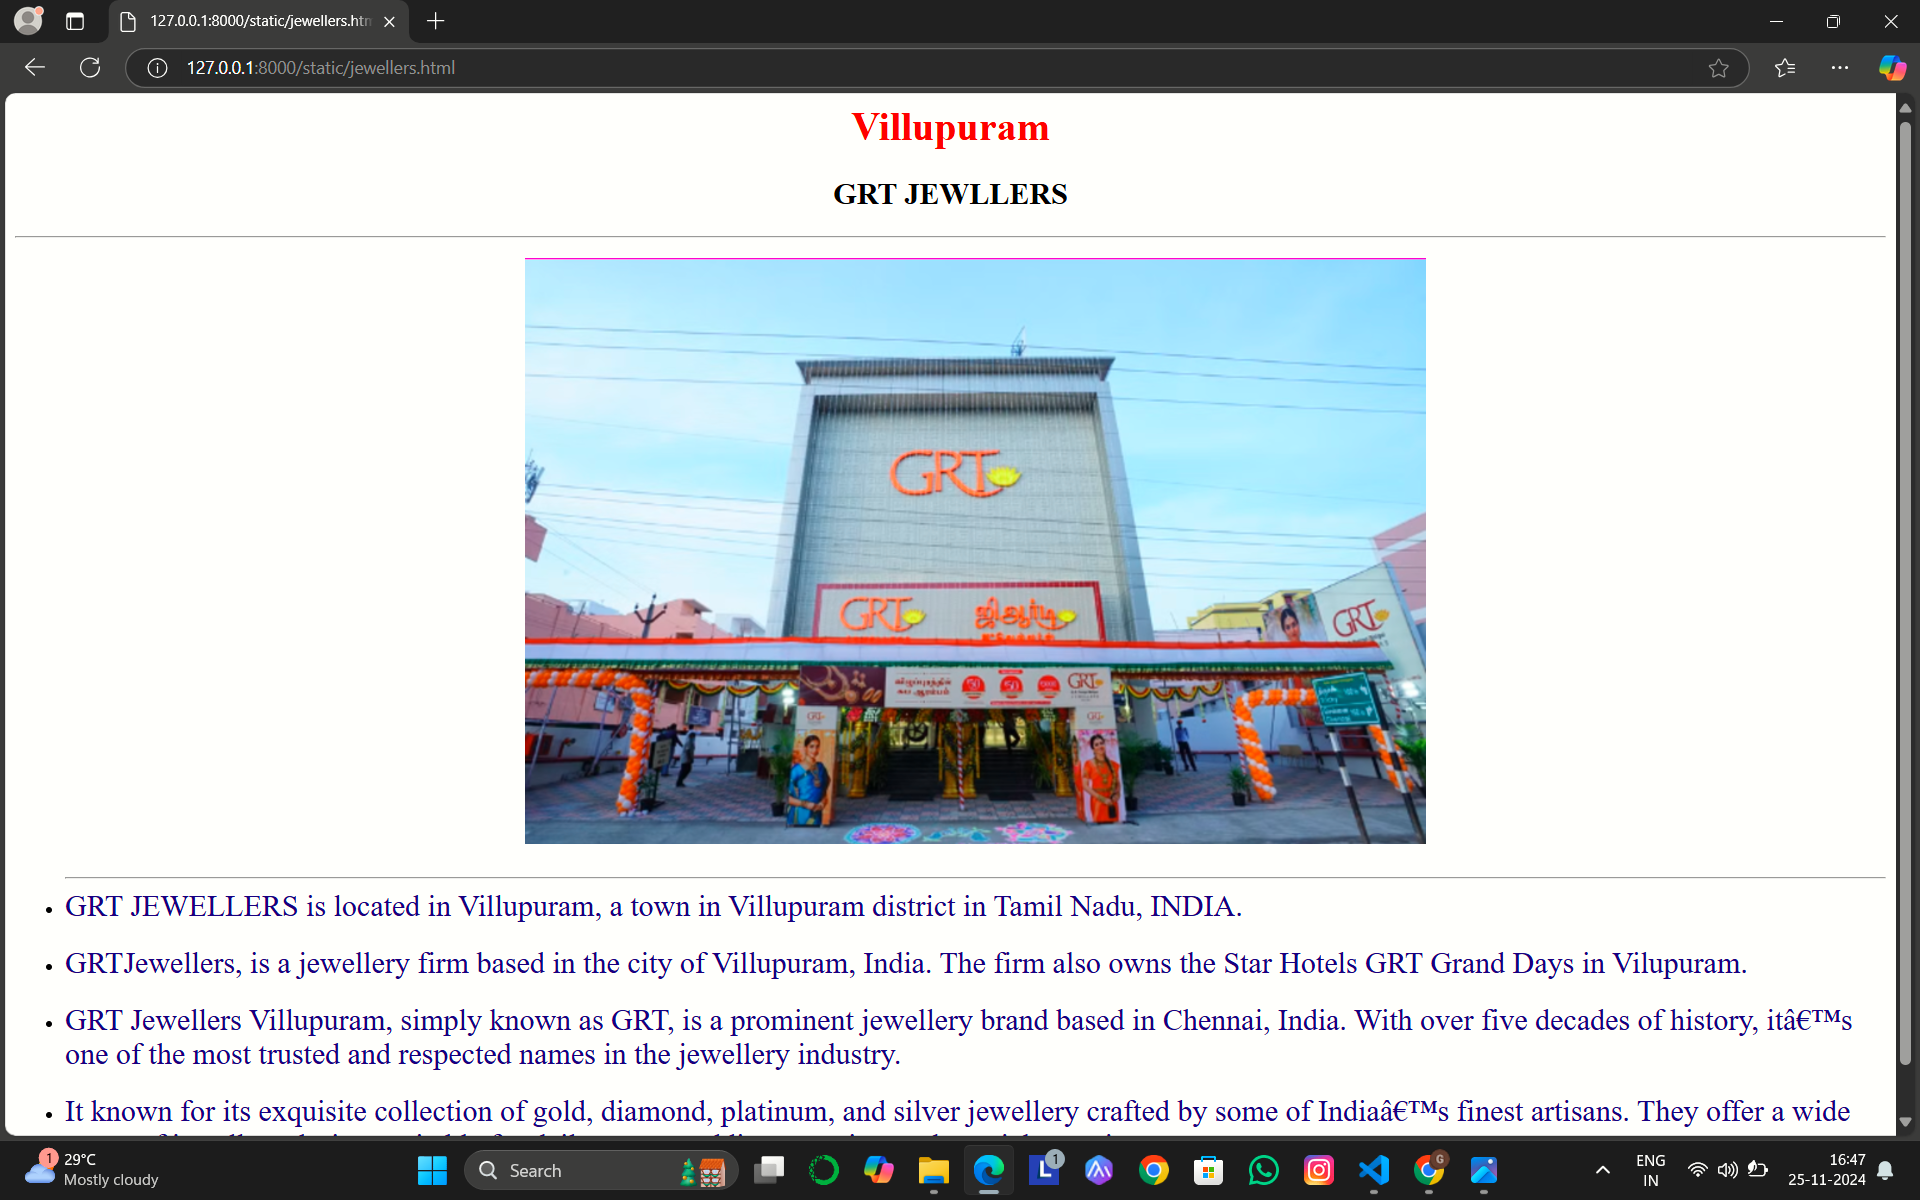 127.0.0.1:8000/static/jewellers.htm
127.0.0.1:8000/static/jewellers.html
Villupuram
GRT JEWLLERS
GRT
GRT
GRT
விழுப்புரத்தில்
GRT
GRT
GRT
• GRT JEWELLERS is located in Villupuram, a town in Villupuram district in Tamil Nadu, INDIA.
• GRTJewellers, is a jewellery firm based in the city of Villupuram, India. The firm also owns the Star Hotels GRT Grand Days in Vilupuram.
• GRT Jewellers Villupuram, simply known as GRT, is a prominent jewellery brand based in Chennai, India. With over five decades of history, itâ€™s
one of the most trusted and respected names in the jewellery industry.
• It known for its exquisite collection of gold, diamond, platinum, and silver jewellery crafted by some of Indiaâ€™s finest artisans. They offer a wide
1
29°C
Mostly cloudy
Search
L
1
G
ENG
IN
16:47
25-11-2024